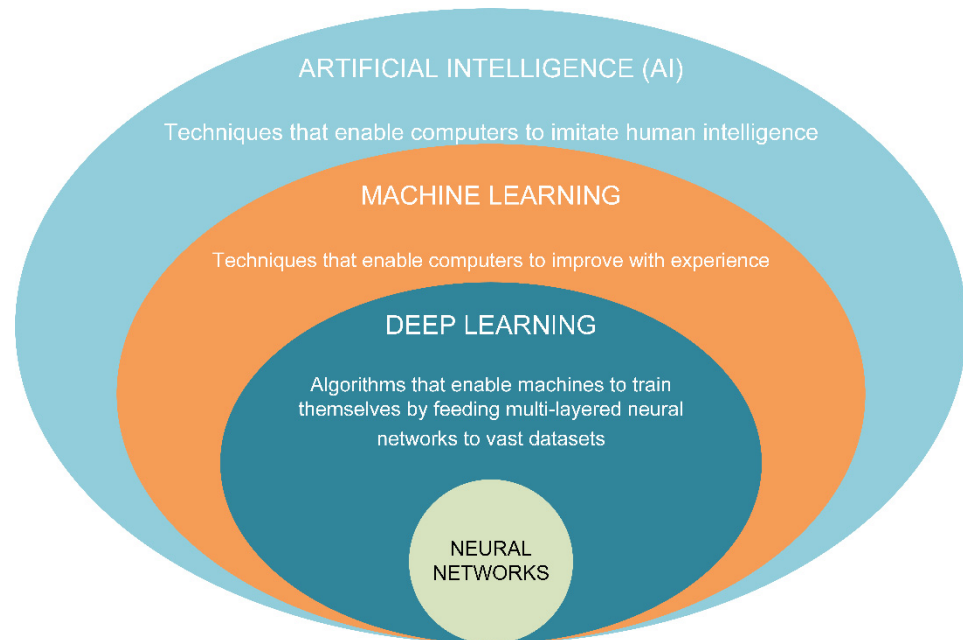 ARTIFICIAL INTELLIGENCE (AI)
Techniques that enable computers to imitate human intelligence
MACHINE LEARNING
Techniques that enable computers to improve with experience
DEEP LEARNING
Algorithms that enable machines to train
themselves by feeding multi-layered neural
networks to vast datasets
NEURAL
NETWORKS